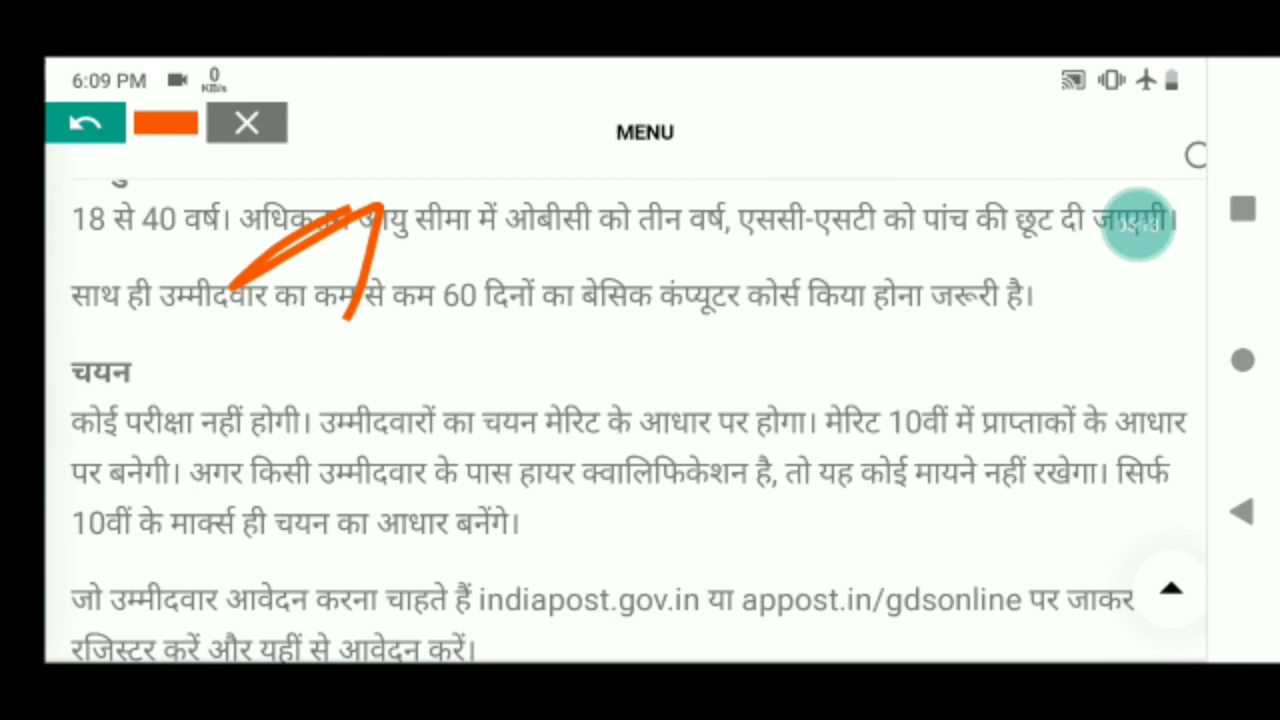 6:09 PM
0
KB/s
MENU
18 से 40 वर्ष। अधिकतम आयु सीमा में ओबीसी को तीन वर्ष, एससी-एसटी को पांच की छूट दी जाएगी।
साथ ही उम्मीदवार का कम से कम 60 दिनों का बेसिक कंप्यूटर कोर्स किया होना जरूरी है।
चयन
कोई परीक्षा नहीं होगी। उम्मीदवारों का चयन मेरिट के आधार पर होगा। मेरिट 10वीं में प्राप्ताकों के आधार
पर बनेगी। अगर किसी उम्मीदवार के पास हायर क्वालिफिकेशन है, तो यह कोई मायने नहीं रखेगा। सिर्फ
10वीं के मार्क्स ही चयन का आधार बनेंगे।
जो उम्मीदवार आवेदन करना चाहते हैं indiapost.gov.in या appost.in/gdsonline पर जाकर
रजिस्टर करें और यहीं से आवेदन करें।